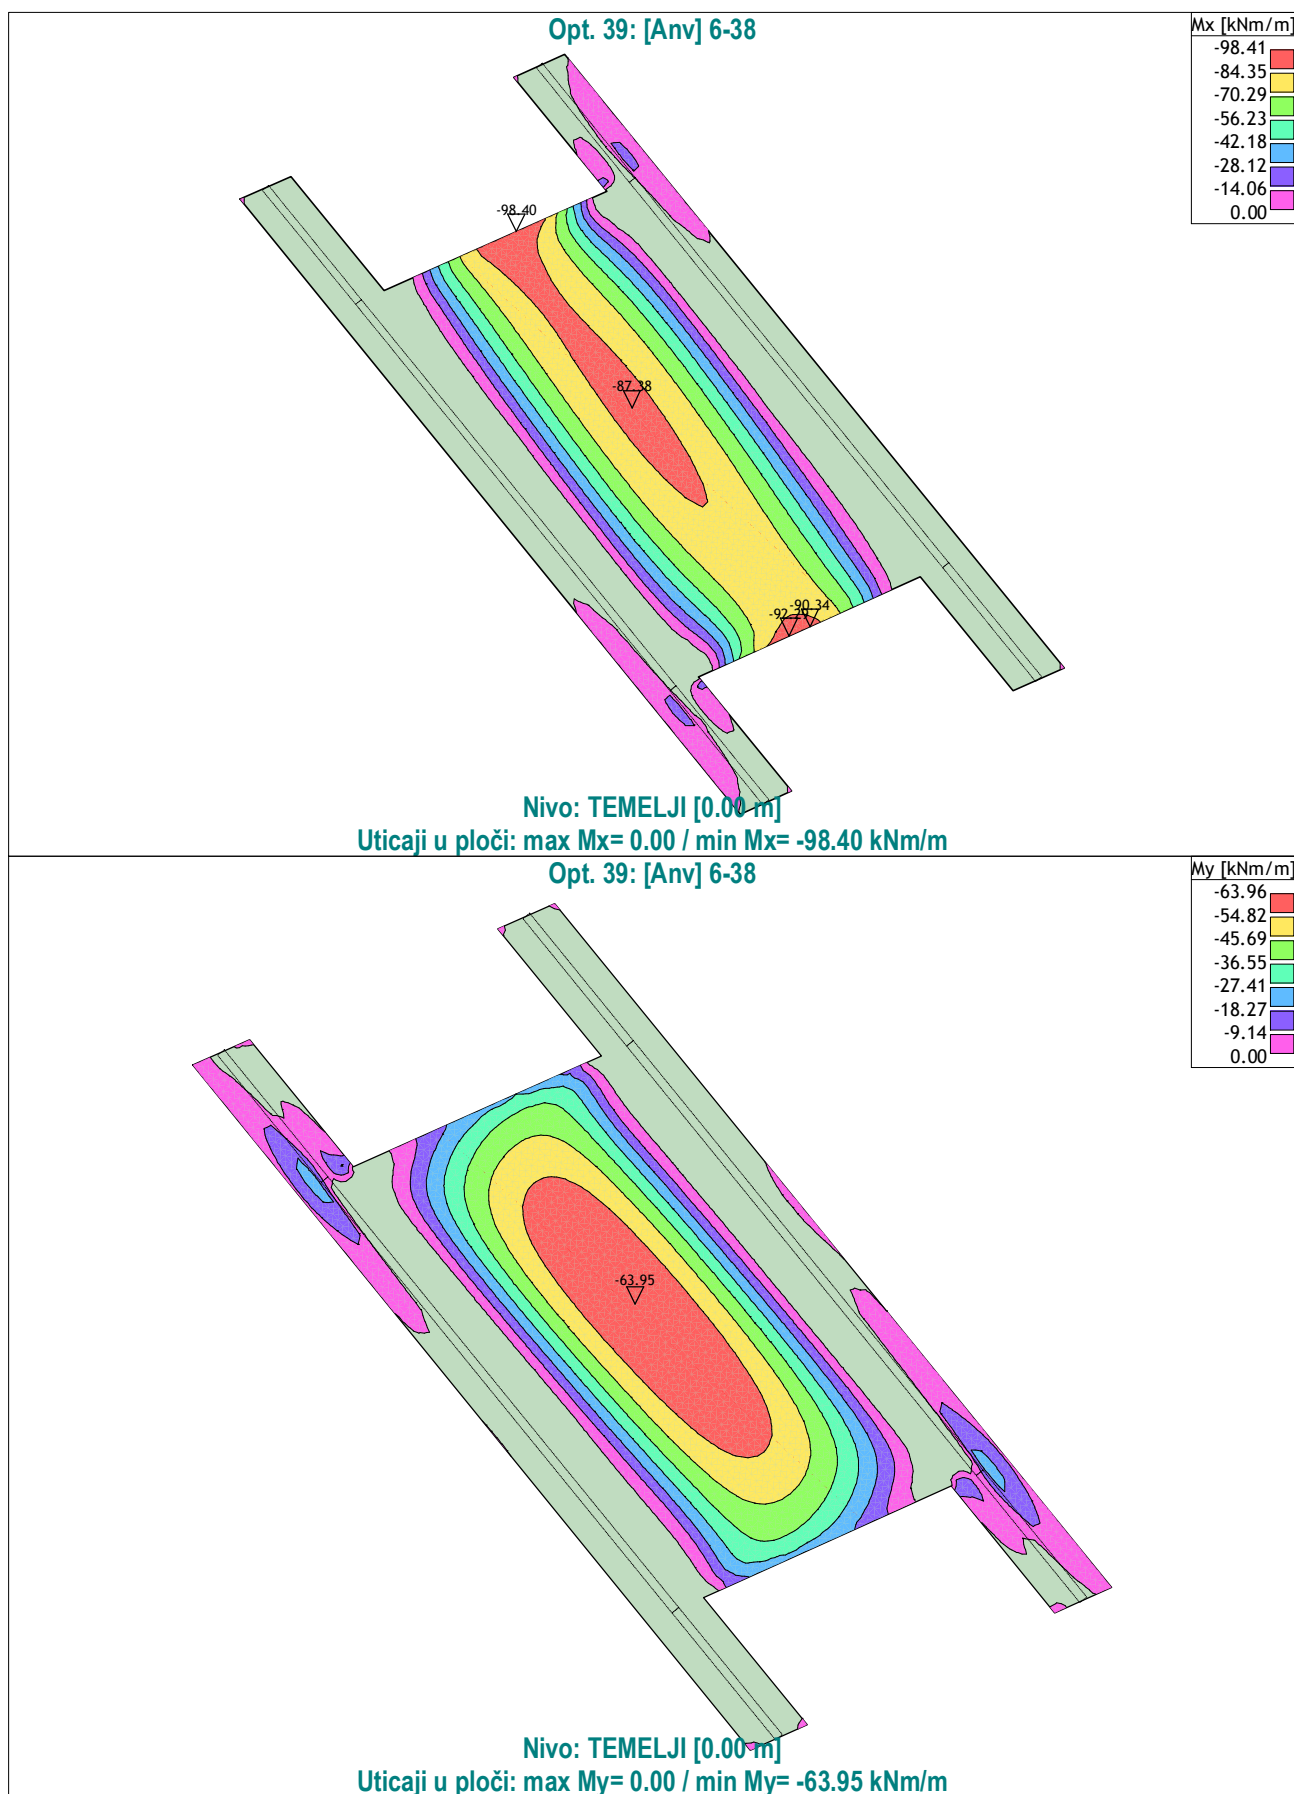 Opt. 39: [Anv] 6-38
Mx [kNm/m]
-98.41
-84.35
-70.29
-56.23
-42.18
-28.12
-14.06
0.00
-98.40
-87.38
-90.34
Nivo: TEMELJI [0.00 m]
Uticaji u ploči: max Mx= 0.00 / min Mx= -98.40 kNm/m
Opt. 39: [Anv] 6-38
My [kNm/m]
-63.96
-54.82
-45.69
-36.55
-27.41
-18.27
-9.14
0.00
-63.95
Nivo: TEMELJI [0.00 m]
Uticaji u ploči: max My= 0.00 / min My= -63.95 kNm/m